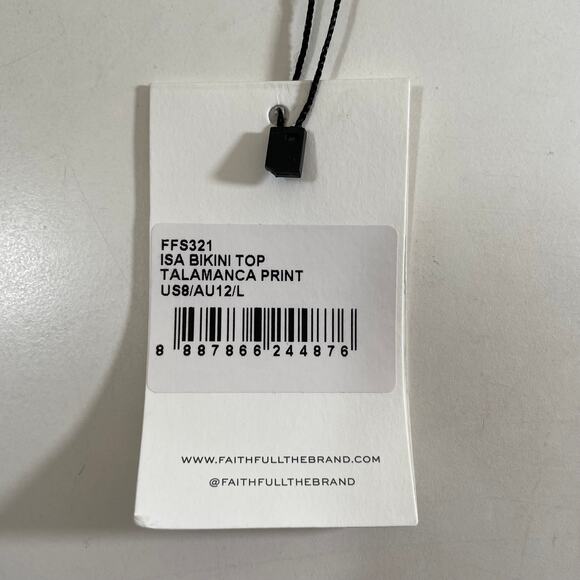 FFS321
ISA BIKINI TOP
TALAMANCA PRINT
US8/AU12/L
8 887866 244876
WWW.FAITHFULLTHEBRAND.COM
@FAITHFULLTHEBRAND